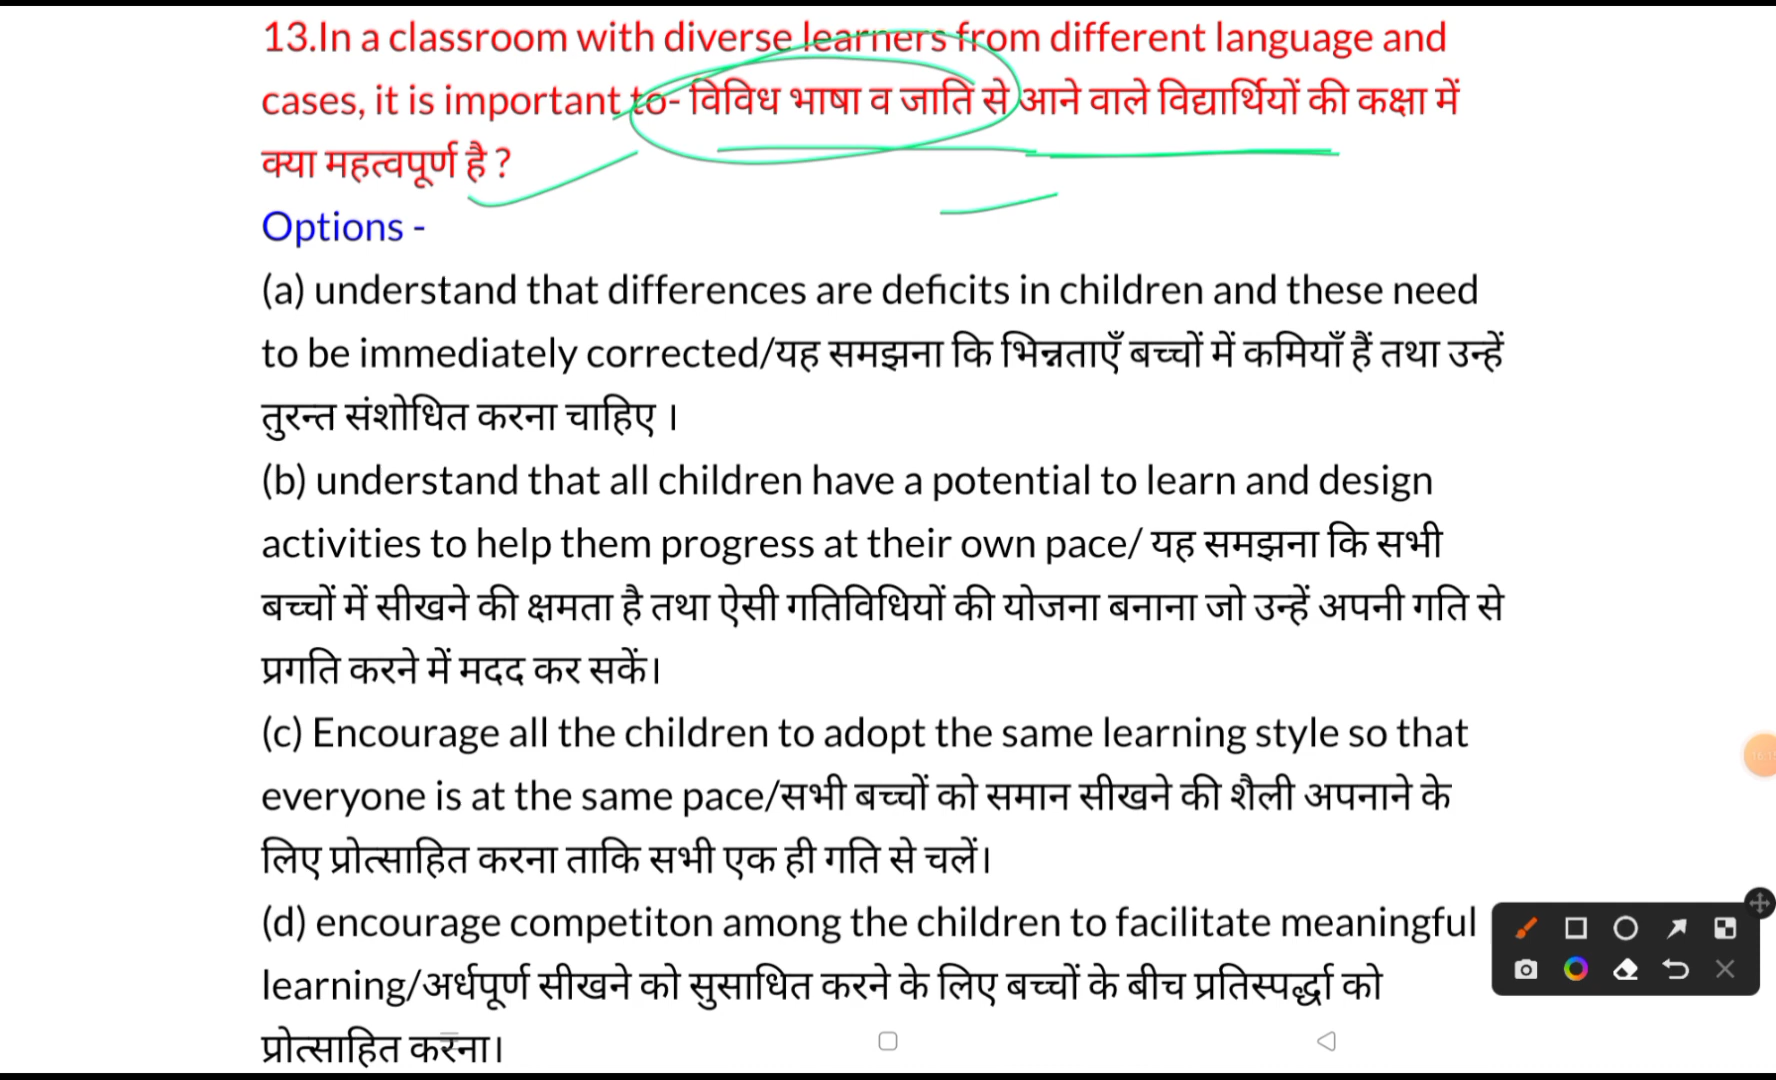 13.In a classroom with diverse learners from different language and
cases, it is important to- विविध भाषा व जाति से आने वाले विद्यार्थियों की कक्षा में
क्या महत्वपूर्ण है ?
Options -
(a) understand that differences are deficits in children and these need
to be immediately corrected/यह समझना कि भिन्नताएँ बच्चों में कमियाँ हैं तथा उन्हें
तुरन्त संशोधित करना चाहिए ।
(b) understand that all children have a potential to learn and design
activities to help them progress at their own pace/ यह समझना कि सभी
बच्चों में सीखने की क्षमता है तथा ऐसी गतिविधियों की योजना बनाना जो उन्हें अपनी गति से
प्रगति करने में मदद कर सकें।
(c) Encourage all the children to adopt the same learning style so that
everyone is at the same pace/सभी बच्चों को समान सीखने की शैली अपनाने के
लिए प्रोत्साहित करना ताकि सभी एक ही गति से चलें।
(d) encourage competiton among the children to facilitate meaningful
learning/अर्धपूर्ण सीखने को सुसाधित करने के लिए बच्चों के बीच प्रतिस्पर्द्धा को
प्रोत्साहित करना।